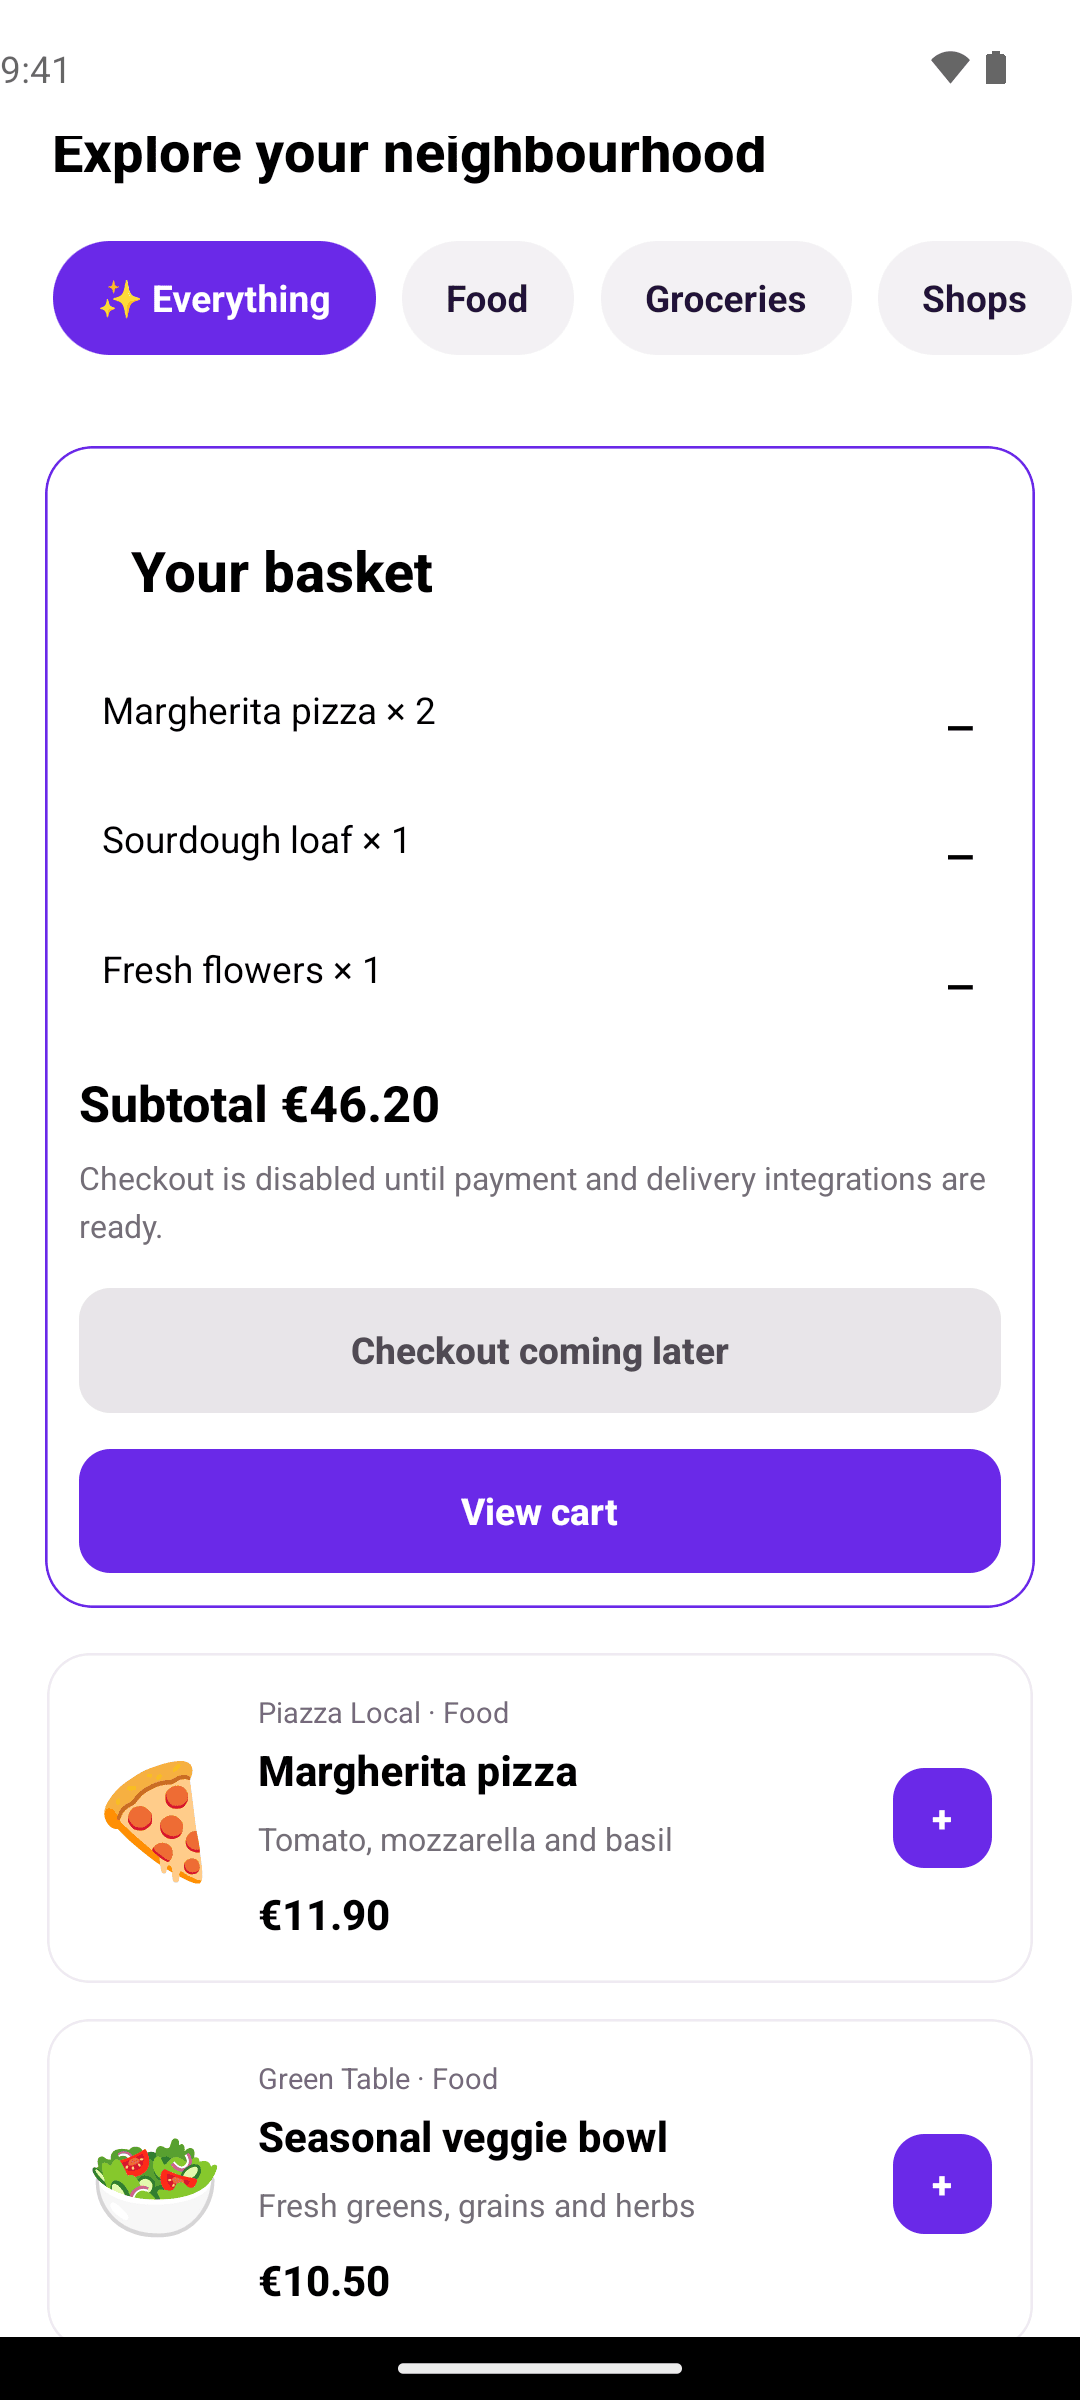 9:41
Explore your neighbourhood
✨ Everything
Food
Groceries
Shops
Your basket
Margherita pizza × 2
–
Sourdough loaf × 1
–
Fresh flowers × 1
–
Subtotal €46.20
Checkout is disabled until payment and delivery integrations are
ready.
Checkout coming later
View cart
Piazza Local · Food
Margherita pizza
Tomato, mozzarella and basil
€11.90
+
Green Table · Food
Seasonal veggie bowl
Fresh greens, grains and herbs
€10.50
+